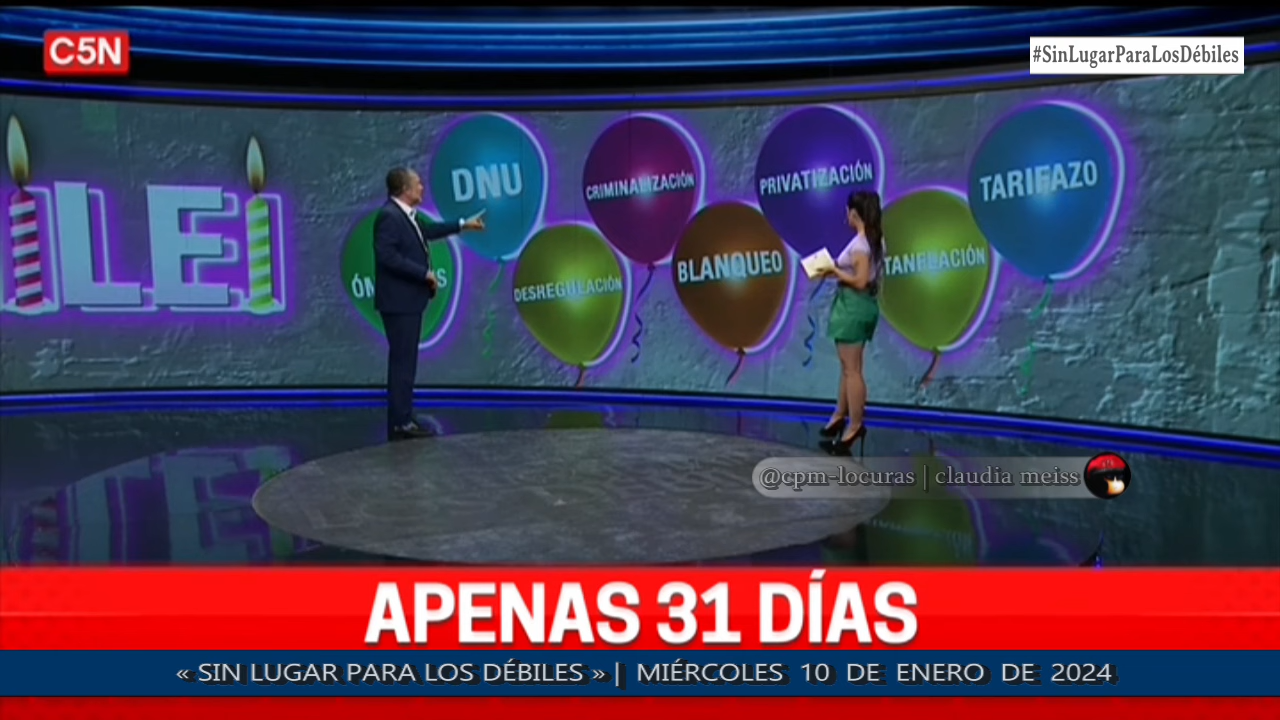 C5N
#SinLugarParaLosDébiles
LEI
DNU
CRIMINALIZACIÓN
PRIVATIZACIÓN
TARIFAZO
DESREGULACIÓN
BLANQUEO
@cpm-locuras | claudia meiss
APENAS 31 DÍAS
« SIN LUGAR PARA LOS DÉBILES » | MIÉRCOLES 10 DE ENERO DE 2024